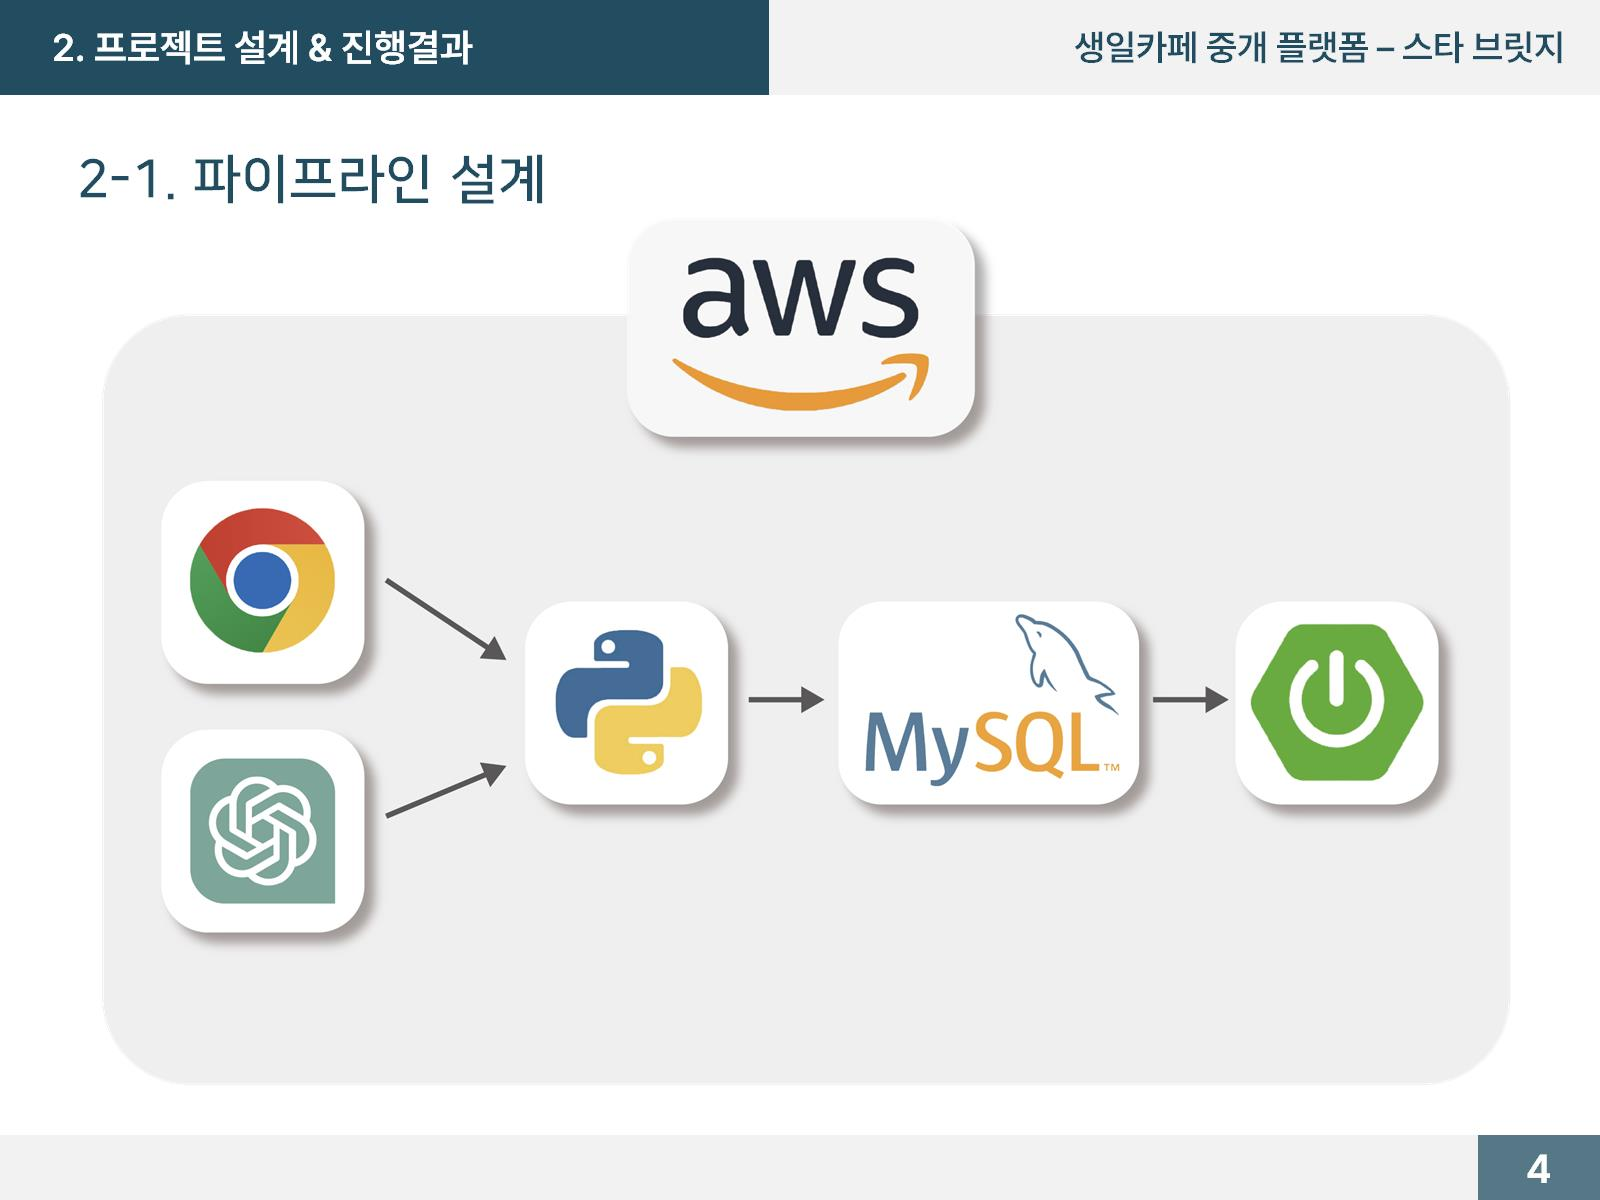 2. 프로젝트 설계 & 진행결과
생일카페 중개 플랫폼 – 스타 브릿지
2-1. 파이프라인 설계
aws
MySQL™
4